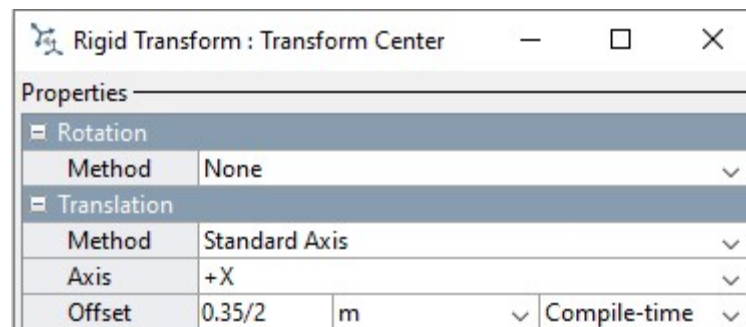 Rigid Transform : Transform Center
Properties
Rotation
Method None
Translation
Method Standard Axis
Axis +X
Offset 0.35/2 m Compile-time